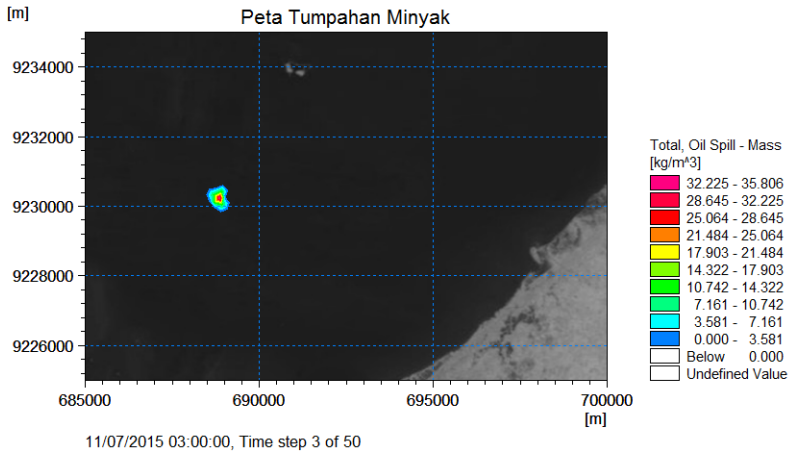 [m]
Peta Tumpahan Minyak
9234000
9232000
9230000
9228000
9226000
685000 690000 695000 700000
[m]
11/07/2015 03:00:00, Time step 3 of 50
Total, Oil Spill - Mass
[kg/m^3]
32.225 - 35.806
28.645 - 32.225
25.064 - 28.645
21.484 - 25.064
17.903 - 21.484
14.322 - 17.903
10.742 - 14.322
7.161 - 10.742
3.581 - 7.161
0.000 - 3.581
Below 0.000
Undefined Value